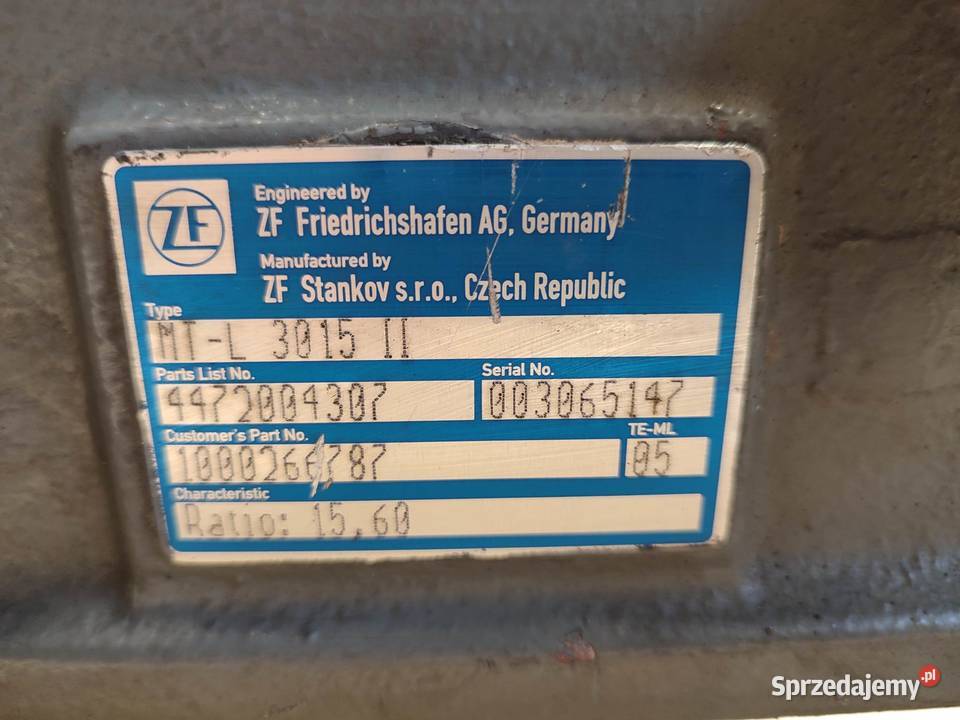 ZF
Engineered by
ZF Friedrichshafen AG, Germany
Manufactured by
ZF Stankov s.r.o., Czech Republic
Type
MT-L 3015 II
Parts List No.
4472004307
Serial No.
003065147
Customer's Part No.
1000266787
TE-ML
05
Characteristic
Ratio: 15,60
Sprzedajemy.pl